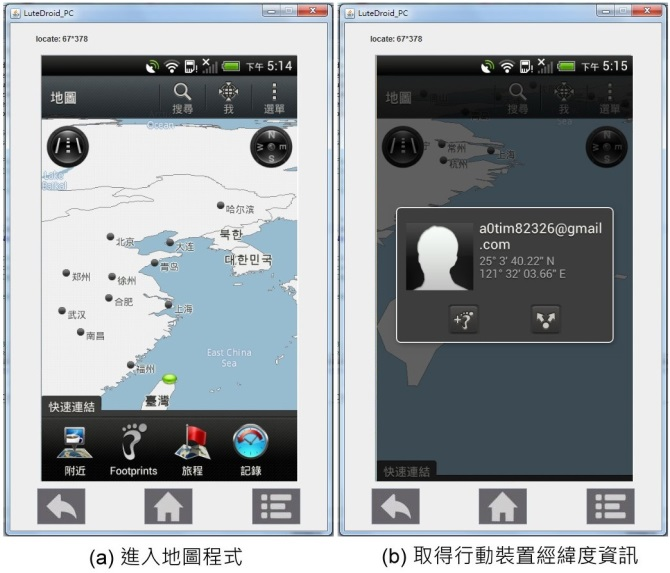 LuteDroid_PC
locate: 67*378
下午 5:14
地圖
搜尋
我
選單
Ocean
N
W
E
S
哈尔滨
북한
北京
大连
대한민국
青岛
郑州
徐州
合肥
上海
武汉
南昌
East China
Sea
福州
臺灣
快速連結
附近
Footprints
旅程
記錄
(a) 進入地圖程式
LuteDroid_PC
locate: 67*378
下午 5:15
地圖
搜尋
我
選單
Sea
常州
上海
杭州
N
W
E
S
a0tim82326@gmail
.com
25° 3' 40.22" N
121° 32' 03.66" E
快速連結
(b) 取得行動裝置經緯度資訊